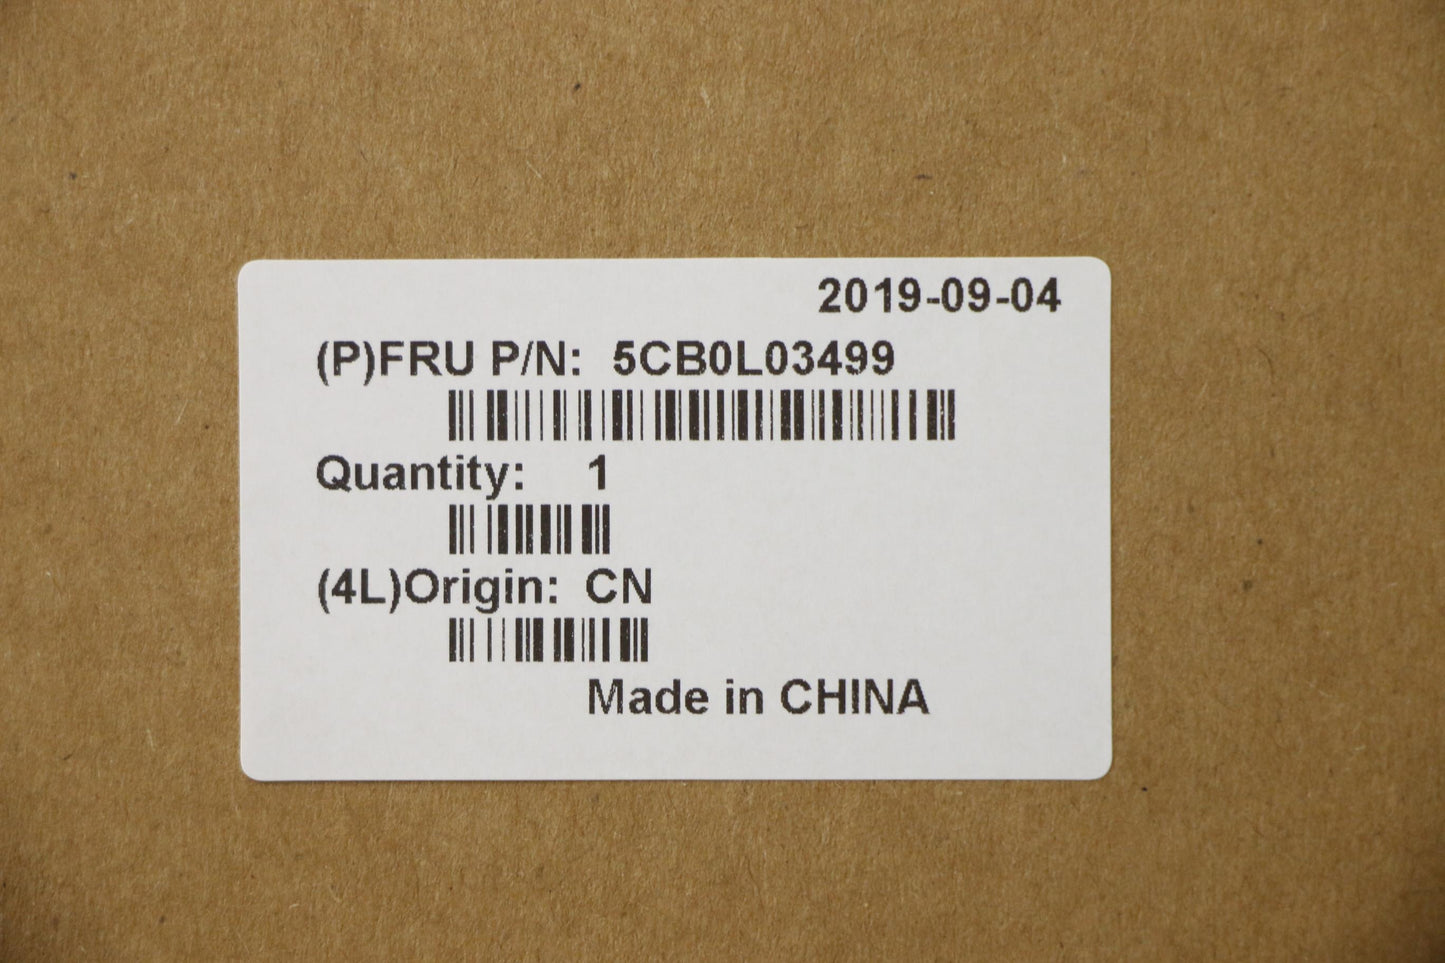 2019-09-04
(P)FRU P/N: 5CB0L03499
Quantity: 1
(4L)Origin: CN
Made in CHINA